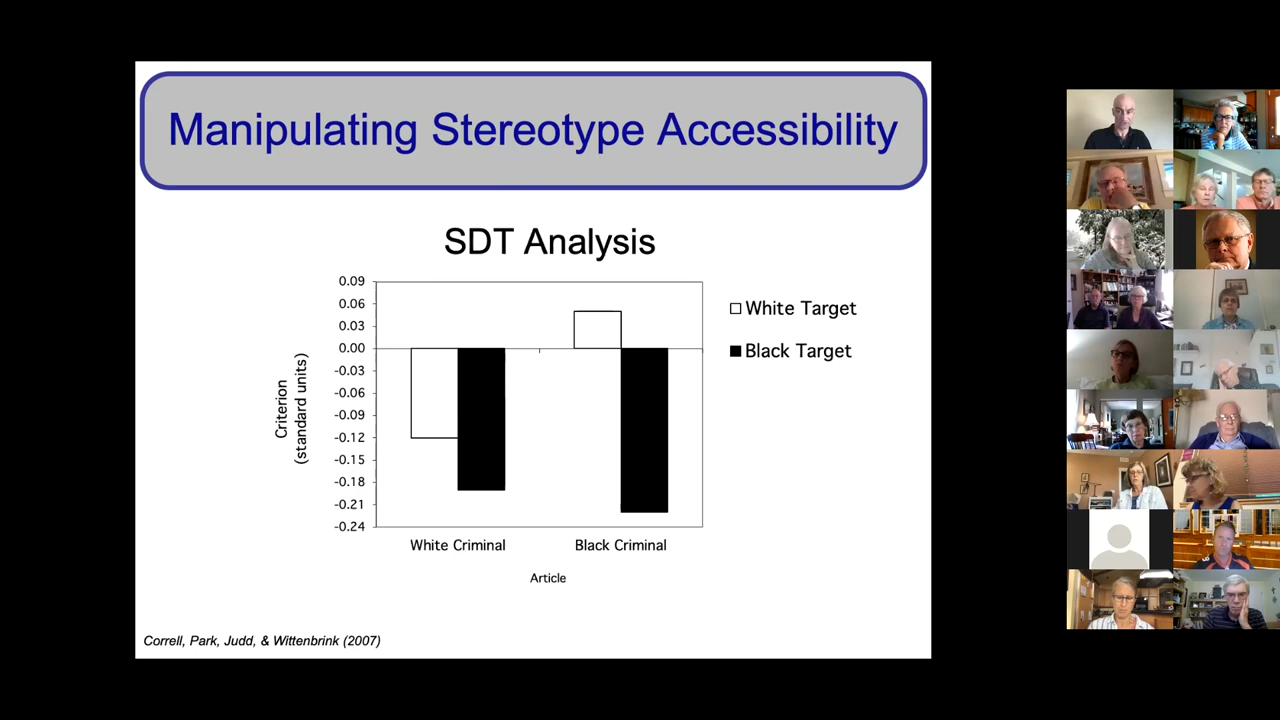 Manipulating Stereotype Accessibility
SDT Analysis
0.09
0.06
0.03
0.00
-0.03
-0.06
-0.09
-0.12
-0.15
-0.18
-0.21
-0.24
Criterion
(standard units)
White Target
Black Target
White Criminal
Black Criminal
Article
Correll, Park, Judd, & Wittenbrink (2007)